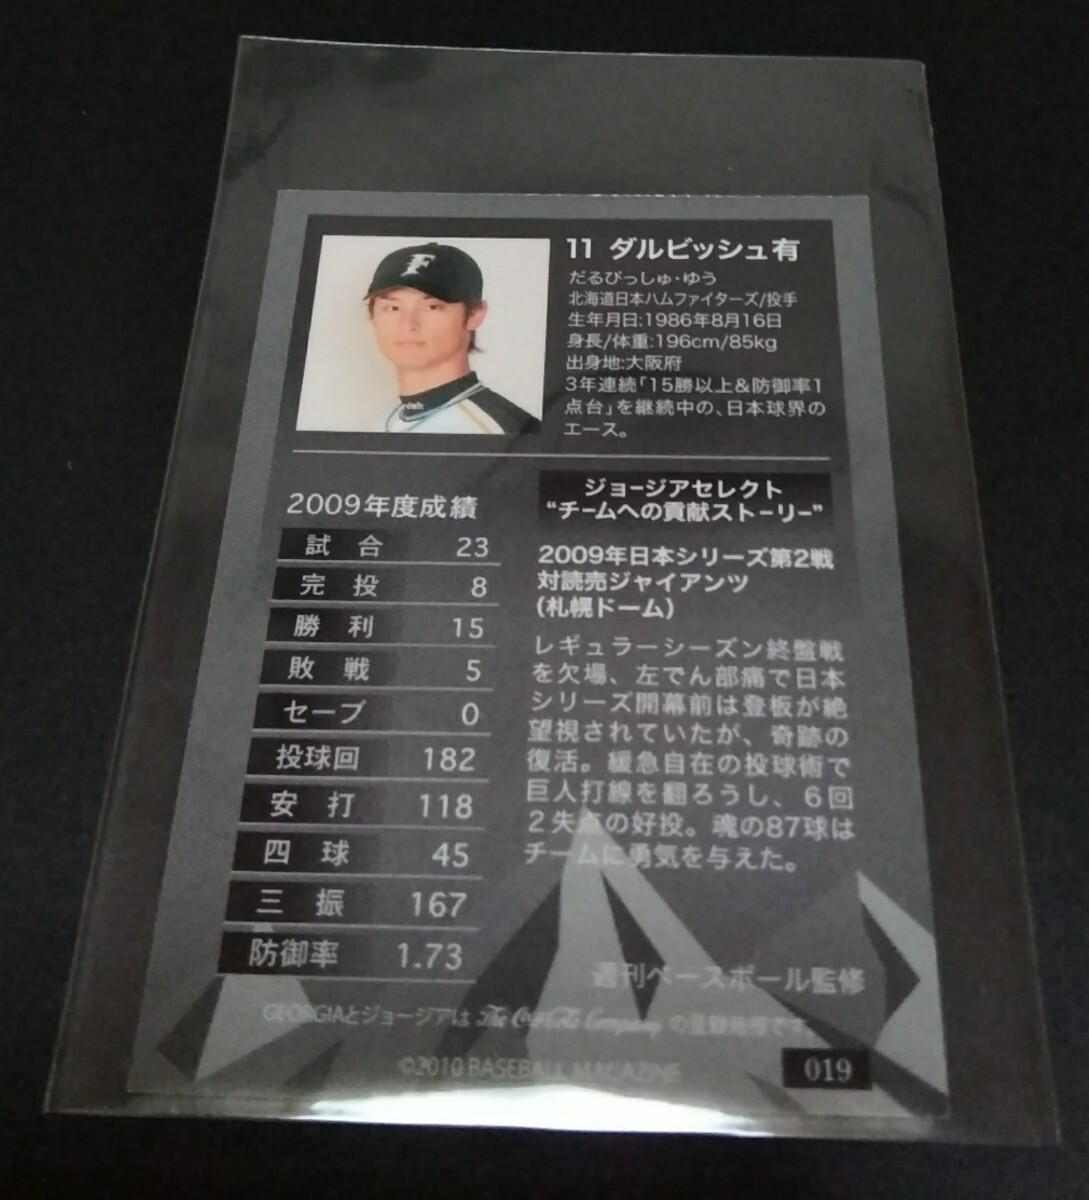 F
11 ダルビッシュ有
だるびっしゅ・ゆう
北海道日本ハムファイターズ/投手
生年月日:1986年8月16日
身長/体重:196cm/85kg
出身地:大阪府
3年連続「15勝以上&防御率1
点台」を継続中の、日本球界の
エース。
2009年度成績
試合 23
完投 8
勝利 15
敗戦 5
セーブ 0
投球回 182
安打 118
四球 45
三振 167
防御率 1.73
ジョージアセレクト
“チームへの貢献ストーリー”
2009年日本シリーズ第2戦
対読売ジャイアンツ
(札幌ドーム)
レギュラーシーズン終盤戦
を欠場、左でん部痛で日本
シリーズ開幕前は登板が絶
望視されていたが、奇跡の
復活。緩急自在の投球術で
巨人打線を翻ろうし、6回
2失点の好投。魂の87球は
チームに勇気を与えた。
週刊ベースボール監修
GEORGIAとジョージアは The Coca-Cola Company の登録商標です
©2010 BASEBALL MAGAZINE
019